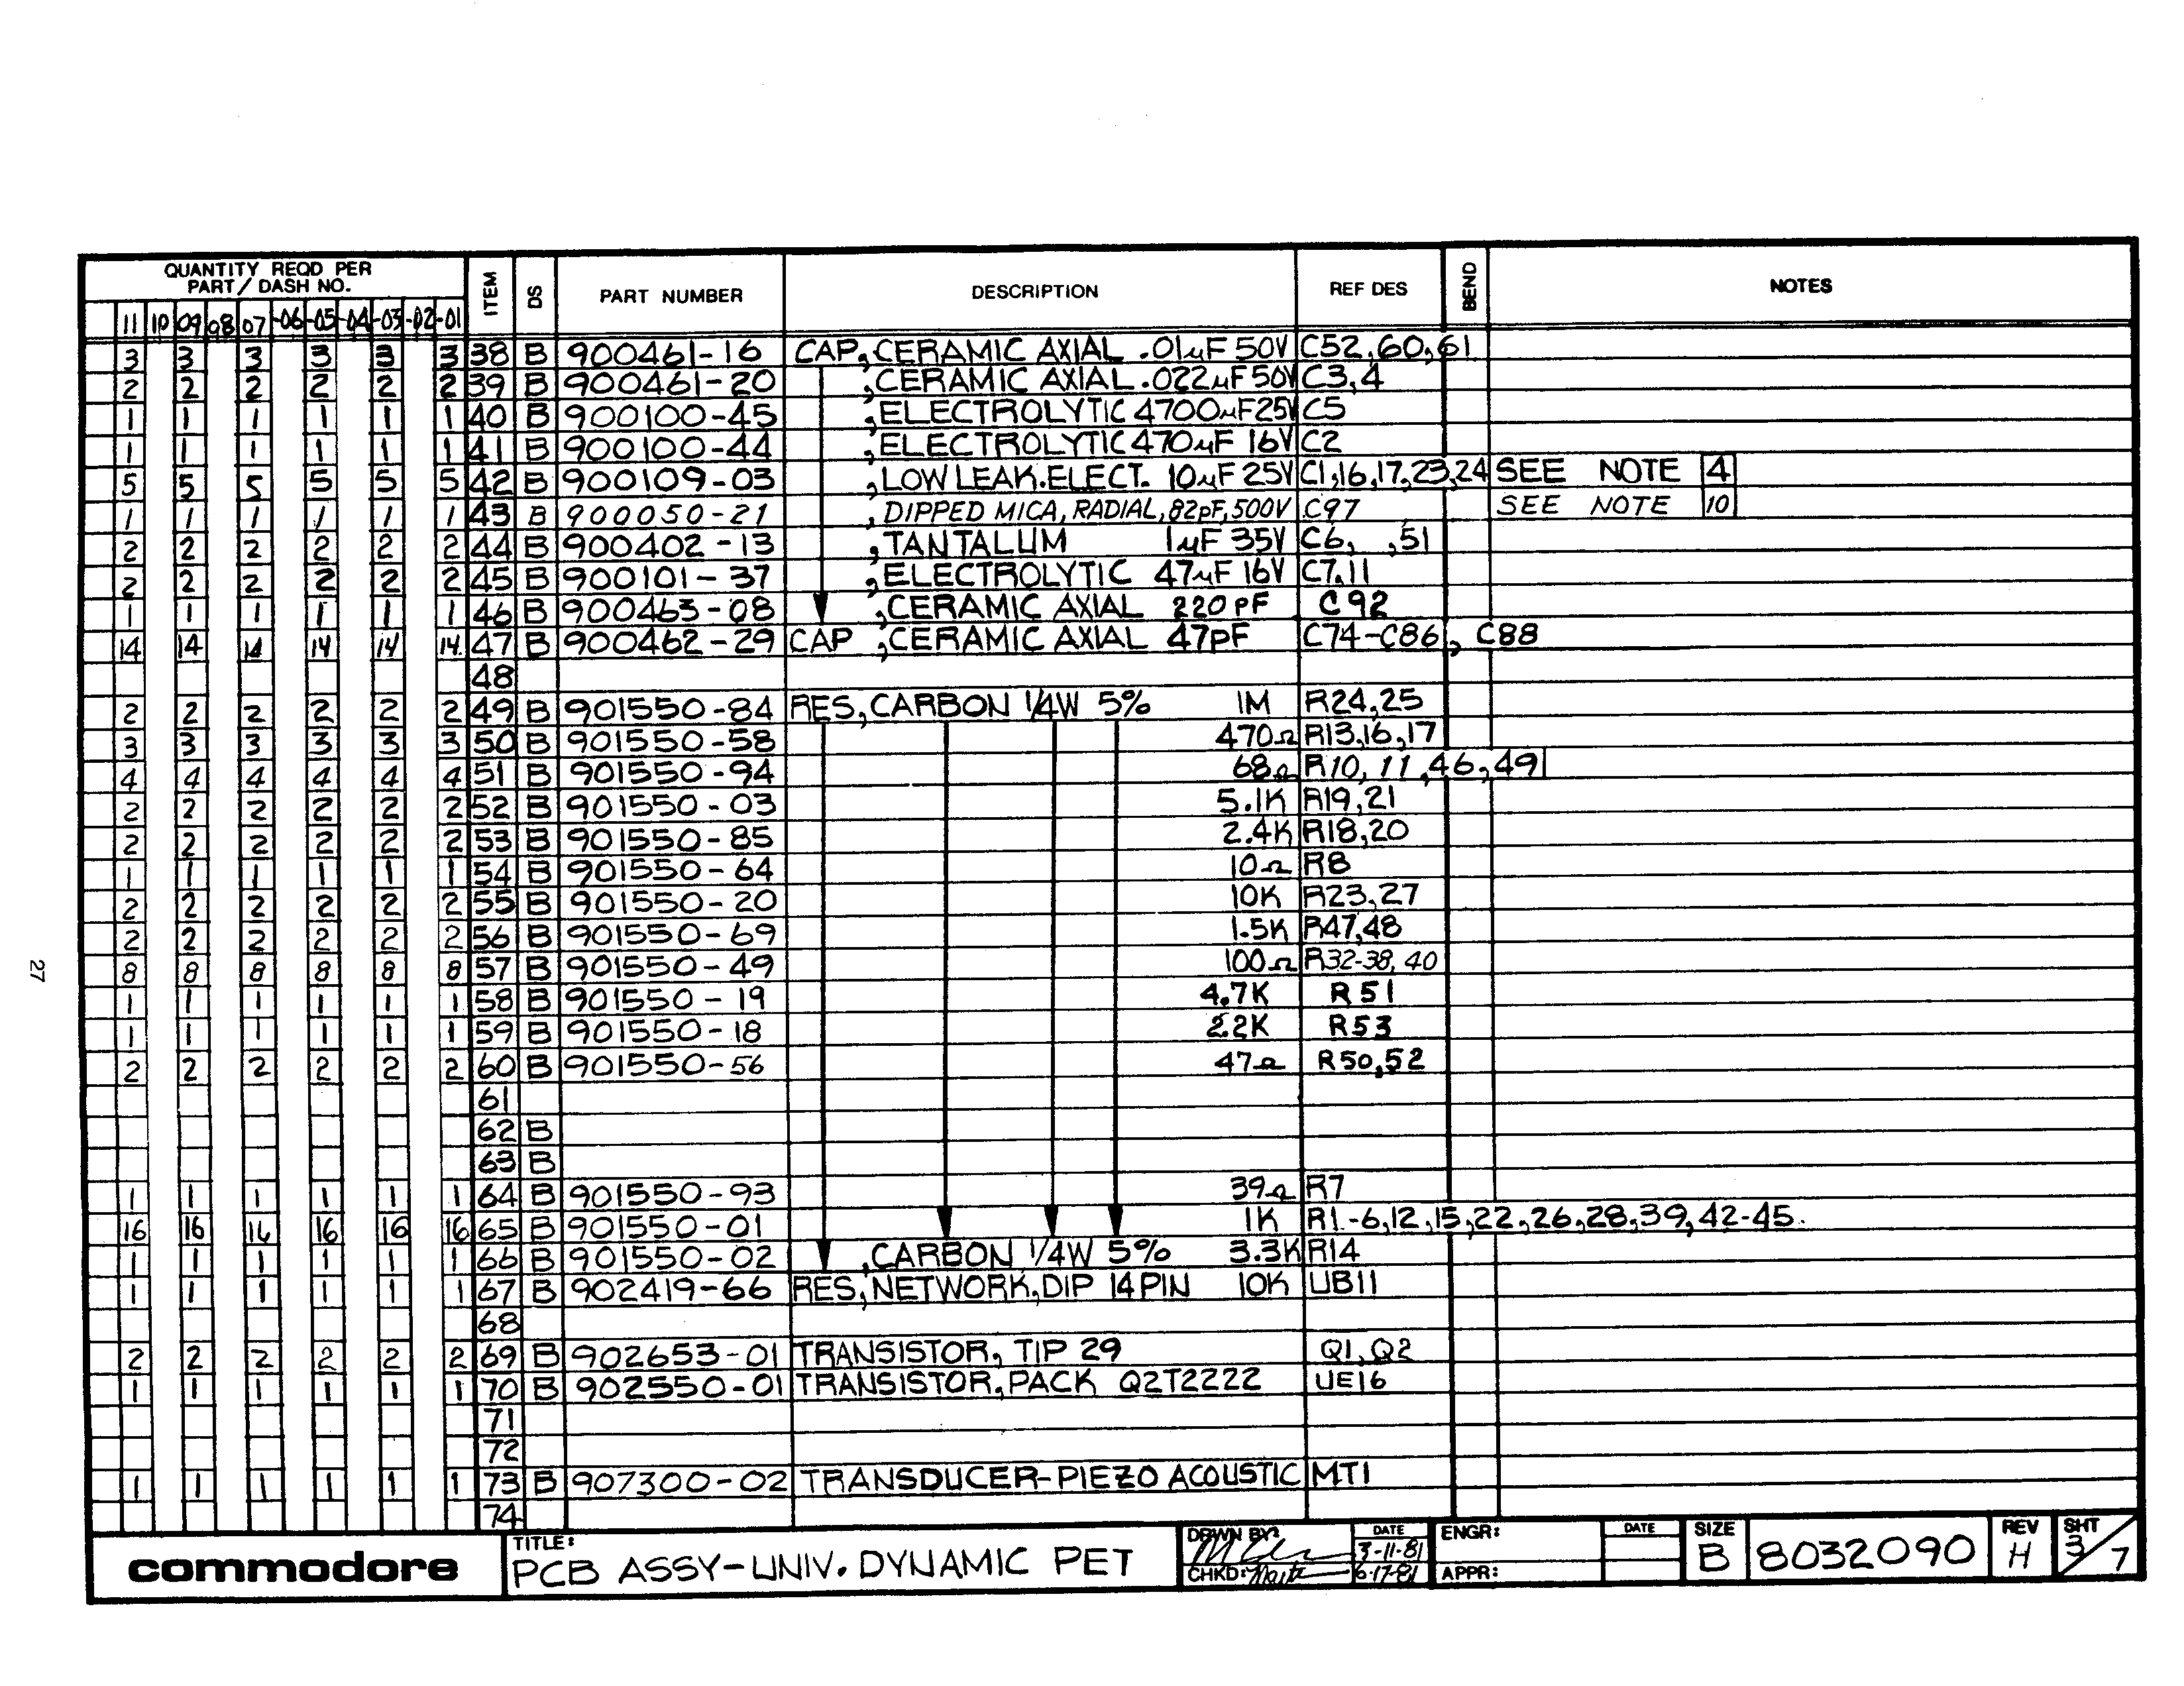 QUANTITY REQD PER
PART / DASH NO.
11 10 09 08 07 -06 -05 -04 -03 -02 -01 ITEM DS PART NUMBER DESCRIPTION REF DES BEND NOTES
3 3 3 3 3 3 38 B 900461-16 CAP, CERAMIC AXIAL .01µF 50V C52,60,61
2 2 2 2 2 2 39 B 900461-20 ,CERAMIC AXIAL .022µF 50V C3,4
1 1 1 1 1 1 40 B 900100-45 ,ELECTROLYTIC 4700µF25V C5
1 1 1 1 1 1 41 B 900100-44 ,ELECTROLYTIC 470µF 16V C2
5 5 5 5 5 5 42 B 900109-03 ,LOW LEAK. ELECT. 10µF 25V C1,16,17,23,24 SEE NOTE 4
1 1 1 1 1 1 43 B 900050-21 , DIPPED MICA, RADIAL, 82pF, 500V C97 SEE NOTE 10
2 2 2 2 2 2 44 B 900402-13 ,TANTALUM 1µF 35V C6, ,51
2 2 2 2 2 2 45 B 900101-37 ,ELECTROLYTIC 47µF 16V C7,11
1 1 1 1 1 1 46 B 900463-08 ,CERAMIC AXIAL 220PF C92
14 14 14 14 14 14. 47 B 900462-29 CAP ,CERAMIC AXIAL 47PF C74-C86, C88
48
2 2 2 2 2 2 49 B 901550-84 RES, CARBON 1/4W 5% 1M R24,25
3 3 3 3 3 3 50 B 901550-58 470Ω R13,16,17
4 4 4 4 4 4 51 B 901550-94 68Ω R10, 11, 46, 49
2 2 2 2 2 2 52 B 901550-03 5.1K R19,21
2 2 2 2 2 2 53 B 901550-85 2.4K R18,20
1 1 1 1 1 1 54 B 901550-64 10Ω R8
2 2 2 2 2 2 55 B 901550-20 10K R23,27
2 2 2 2 2 2 56 B 901550-69 1.5K R47,48
8 8 8 8 8 8 57 B 901550-49 100Ω R32-38, 40
1 1 1 1 1 1 58 B 901550-19 4.7K R51
1 1 1 1 1 1 59 B 901550-18 2.2K R53
2 2 2 2 2 2 60 B 901550-56 47Ω R50,52
61
62 B
63 B
1 1 1 1 1 1 64 B 901550-93 39Ω R7
16 16 16 16 16 16 65 B 901550-01 1K R1.-6,12,15,22,26,28,39,42-45.
1 1 1 1 1 1 66 B 901550-02 ,CARBON 1/4W 5% 3.3K R14
1 1 1 1 1 1 67 B 902419-66 RES, NETWORK, DIP 14PIN 10K UB11
68
2 2 2 2 2 2 69 B 902653-01 TRANSISTOR, TIP 29 Q1, Q2
1 1 1 1 1 1 70 B 902550-01 TRANSISTOR, PACK Q2T2222 UE16
71
72
1 1 1 1 1 1 73 B 907300-02 TRANSDUCER-PIEZO ACOUSTIC MT1
74
commodore
TITLE:
PCB ASSY-UNIV. DYNAMIC PET
DRWN BY: DATE 3-11-81
CHKD: 6-17-81
ENGR: DATE
APPR:
SIZE B 8032090
REV H
SHT 3/7
27